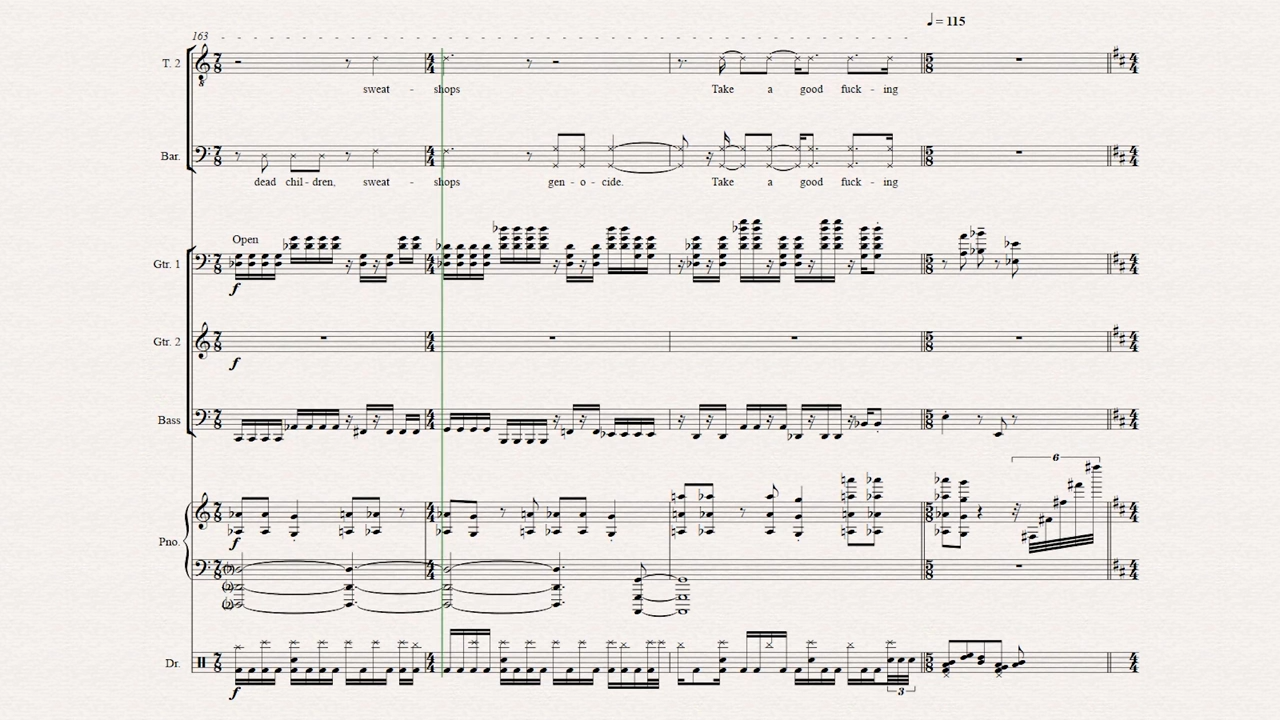 ♩ = 115
163
T. 2
sweat - shops Take a good fuck - ing
Bar.
dead chil - dren, sweat - shops gen - o - cide. Take a good fuck - ing
Open
Gtr. 1
f
Gtr. 2
f
Bass
6
Pno.
f
Dr.
f
3